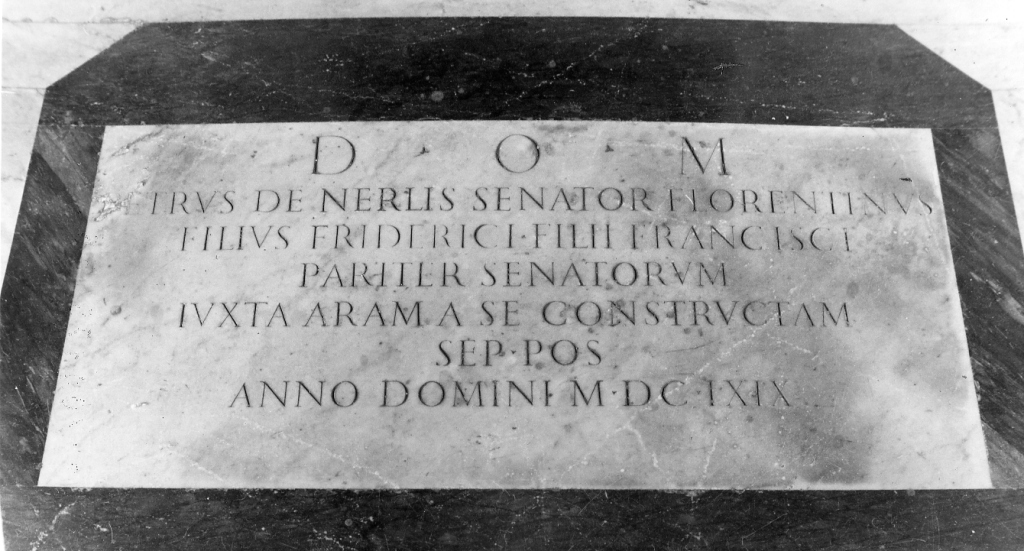 D · O · M
PETRVS DE NERLIS SENATOR FLORENTINVS
FILIVS FRIDERICI·FILII FRANCISCI
PARITER SENATORVM
IVXTA ARAM A SE CONSTRVCTAM
SEP·POS
ANNO DOMINI M·DC·LXIX